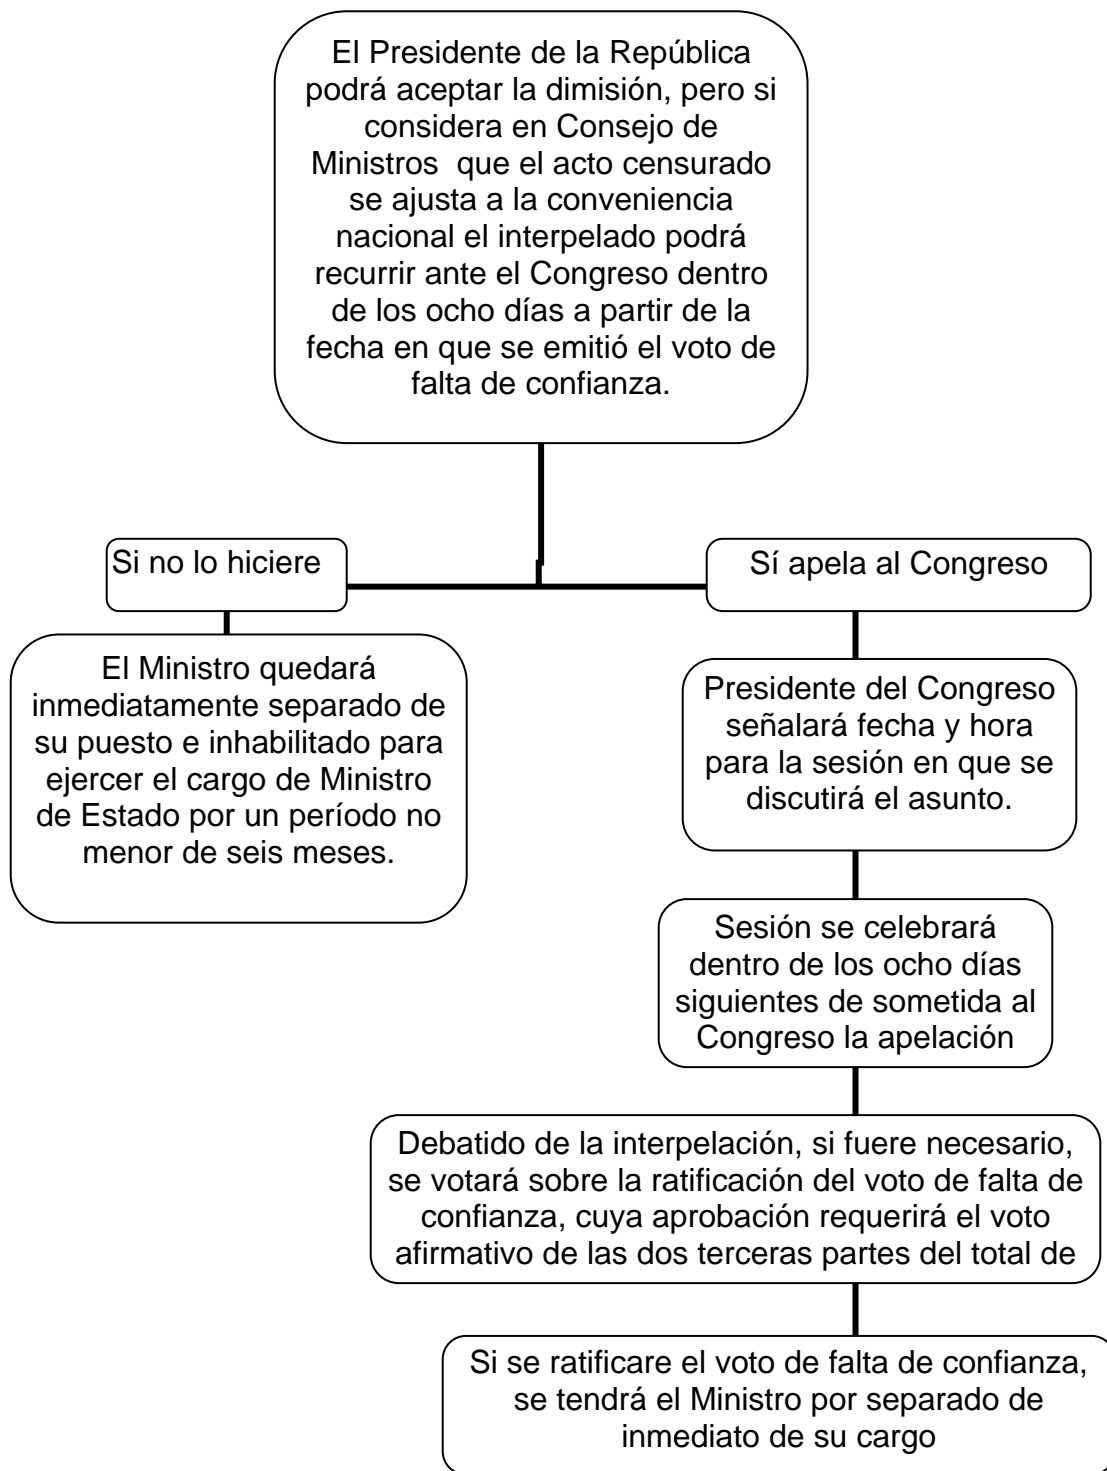 El Presidente de la República
podrá aceptar la dimisión, pero si
considera en Consejo de
Ministros que el acto censurado
se ajusta a la conveniencia
nacional el interpelado podrá
recurrir ante el Congreso dentro
de los ocho días a partir de la
fecha en que se emitió el voto de
falta de confianza.
Si no lo hiciere
El Ministro quedará
inmediatamente separado de
su puesto e inhabilitado para
ejercer el cargo de Ministro
de Estado por un período no
menor de seis meses.
Sí apela al Congreso
Presidente del Congreso
señalará fecha y hora
para la sesión en que se
discutirá el asunto.
Sesión se celebrará
dentro de los ocho días
siguientes de sometida al
Congreso la apelación
Debatido de la interpelación, si fuere necesario,
se votará sobre la ratificación del voto de falta de
confianza, cuya aprobación requerirá el voto
afirmativo de las dos terceras partes del total de
Si se ratificare el voto de falta de confianza,
se tendrá el Ministro por separado de
inmediato de su cargo